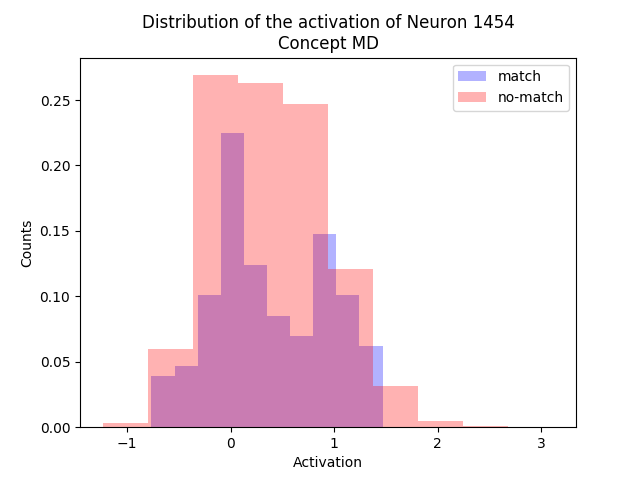 Distribution of the activation of Neuron 1454
Concept MD
match
no-match
Counts
0.25
0.20
0.15
0.10
0.05
0.00
−1
0
1
2
3
Activation